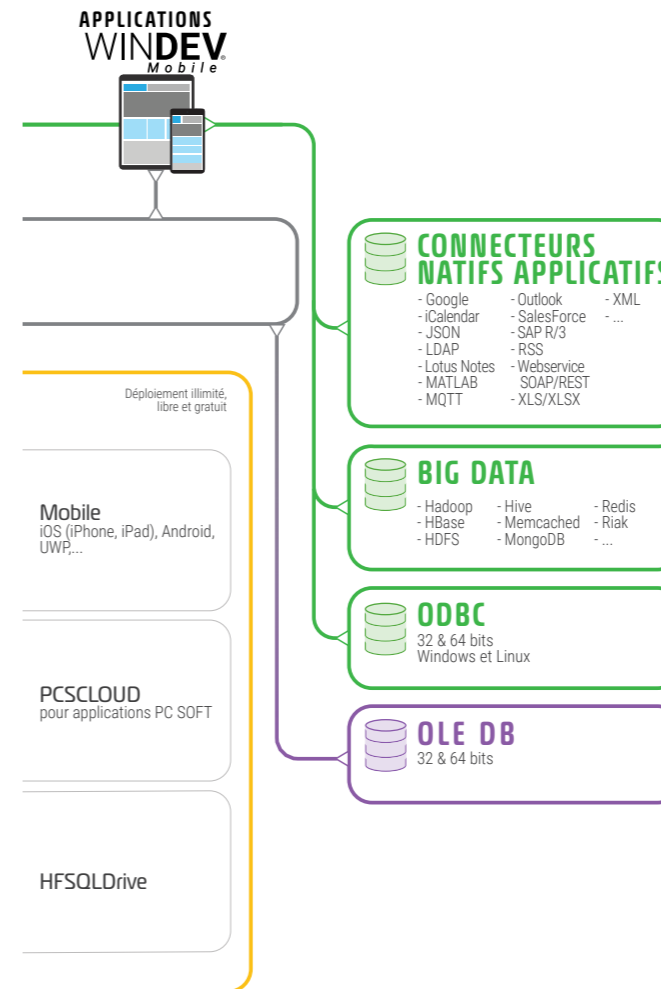 APPLICATIONS
WINDEV®
Mobile
CONNECTEURS
NATIFS APPLICATIFS
- Google
- iCalendar
- JSON
- LDAP
- Lotus Notes
- MATLAB
- MQTT
- Outlook
- SalesForce
- SAP R/3
- RSS
- Webservice
SOAP/REST
- XLS/XLSX
- XML
- ...
Déploiement illimité,
libre et gratuit
BIG DATA
- Hadoop
- HBase
- HDFS
- Hive
- Memcached
- MongoDB
- Redis
- Riak
- ...
Mobile
iOS (iPhone, iPad), Android,
UWP,...
ODBC
32 & 64 bits
Windows et Linux
PCSCLOUD
pour applications PC SOFT
OLE DB
32 & 64 bits
HFSQLDrive